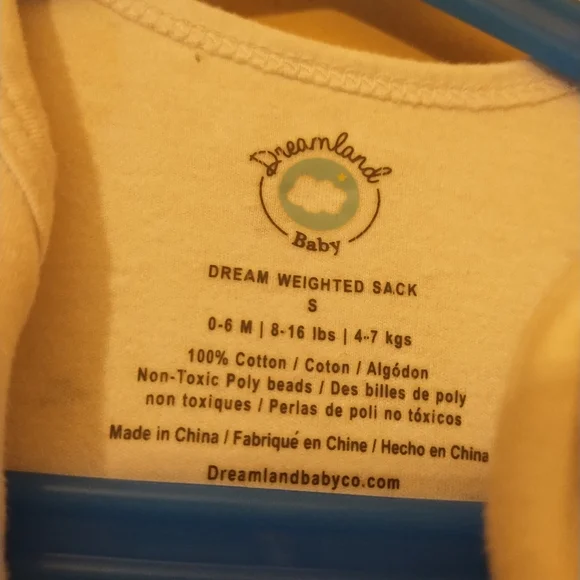 Dreamland
Baby
DREAM WEIGHTED SACK
S
0-6 M | 8-16 lbs | 4-7 kgs
100% Cotton / Coton / Algódon
Non-Toxic Poly beads / Des billes de poly
non toxiques / Perlas de poli no tóxicos
Made in China / Fabriqué en Chine / Hecho en China
Dreamlandbabyco.com